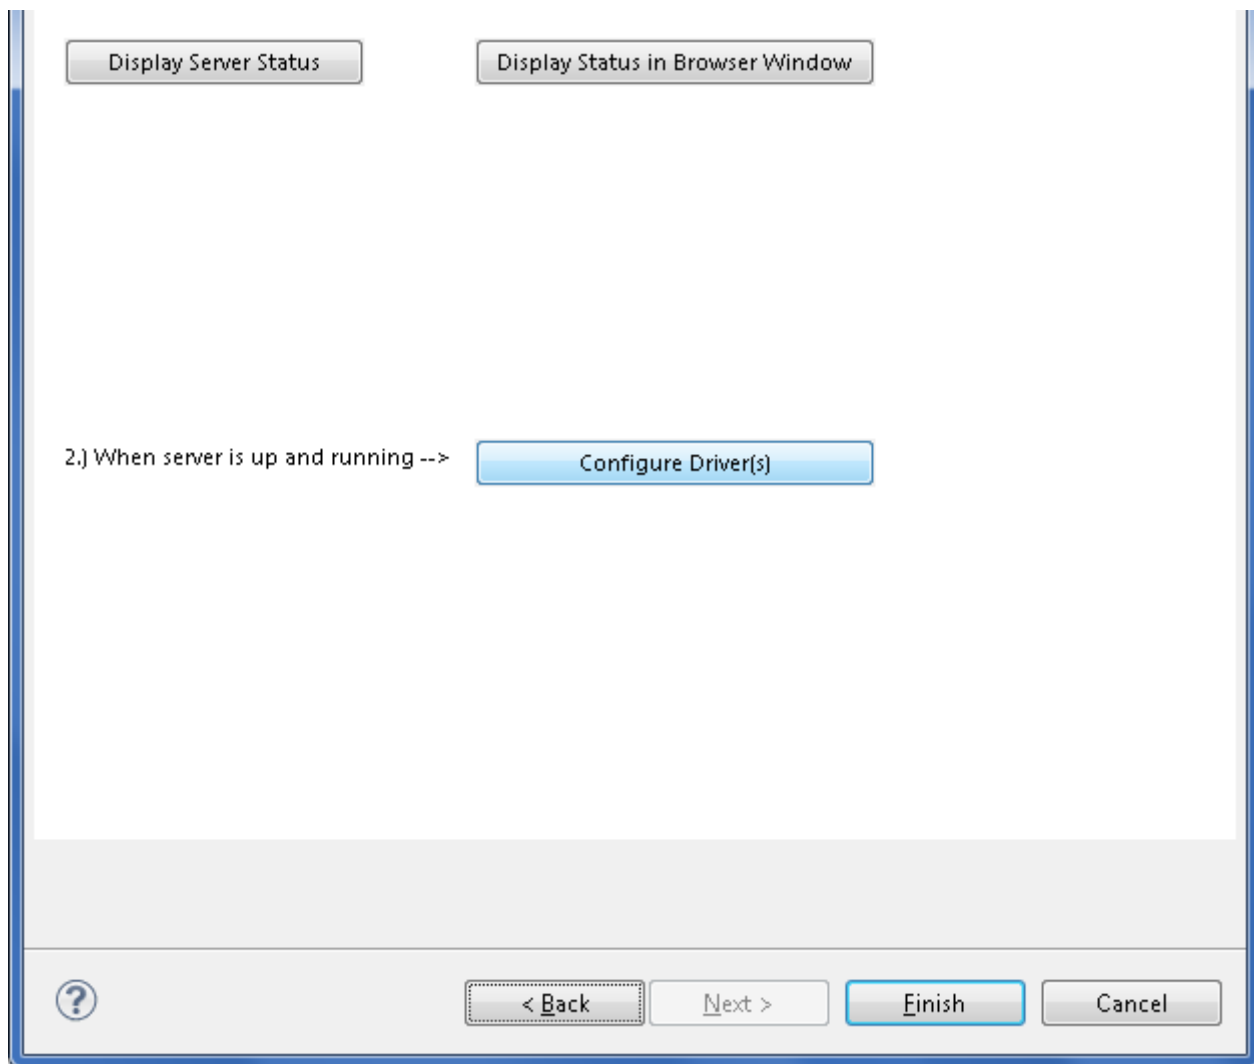 Display Server Status
Display Status in Browser Window
2.) When server is up and running -->
Configure Driver(s)
?
< Back
Next >
Finish
Cancel